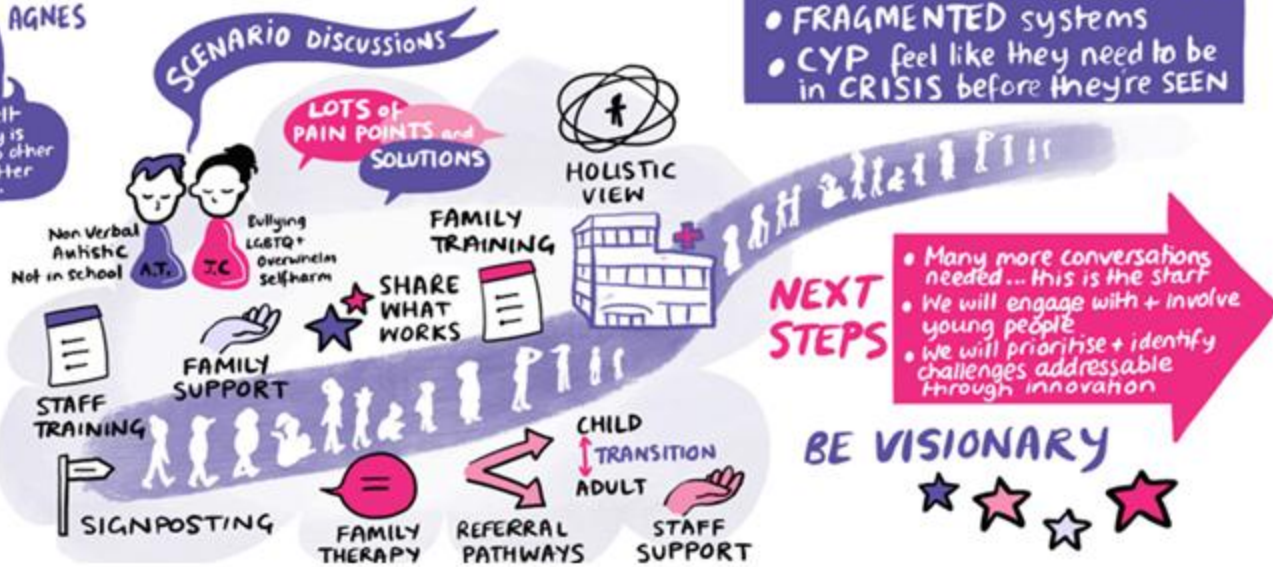 AGNES
is
other
SCENARIO DISCUSSIONS
LOTS of
PAIN POINTS and
SOLUTIONS
Non Verbal
Autistic
Not in school
A.T.
J.C
Bullying
LGBTQ+
Overwhelm
Selfharm
HOLISTIC
VIEW
FAMILY
TRAINING
SHARE
WHAT
WORKS
FAMILY
SUPPORT
STAFF
TRAINING
SIGNPOSTING
FAMILY
THERAPY
REFERRAL
PATHWAYS
CHILD
TRANSITION
ADULT
STAFF
SUPPORT
• FRAGMENTED systems
• CYP feel like they need to be
in CRISIS before they're SEEN
NEXT
STEPS
• Many more conversations
needed... this is the start
• We will engage with + involve
young people
• We will prioritise + identify
challenges addressable
through innovation
BE VISIONARY